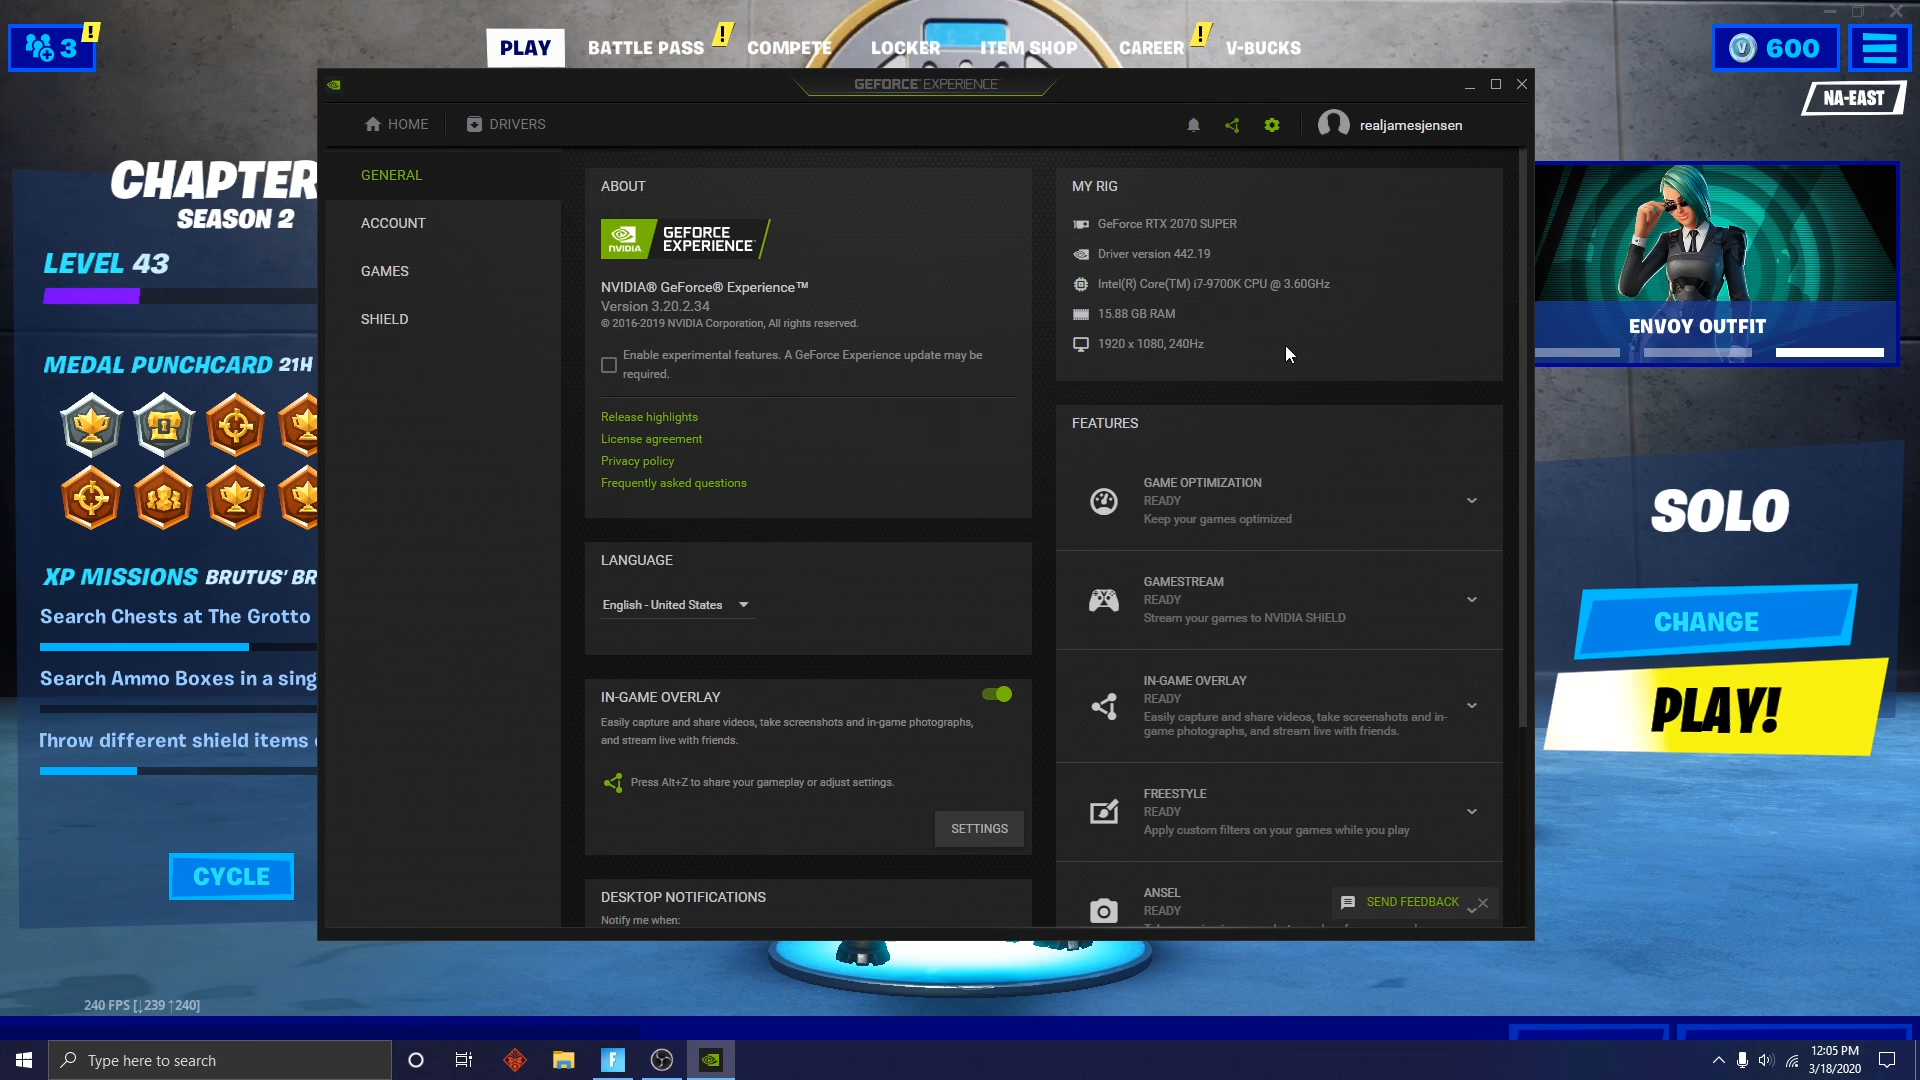 3
!
PLAY
BATTLE PASS
!
COMPETE
LOCKER
ITEM SHOP
CAREER
!
V-BUCKS
V
600
NA-EAST
GEFORCE EXPERIENCE
HOME
DRIVERS
realjamesjensen
CHAPTER
SEASON 2
LEVEL 43
MEDAL PUNCHCARD 21H
XP MISSIONS BRUTUS' BR
Search Chests at The Grotto
Search Ammo Boxes in a sing
Throw different shield items
CYCLE
240 FPS [↓239 ↑240]
GENERAL
ACCOUNT
GAMES
SHIELD
ABOUT
NVIDIA
GEFORCE
EXPERIENCE
NVIDIA® GeForce® Experience™
Version 3.20.2.34
© 2016-2019 NVIDIA Corporation, All rights reserved.
Enable experimental features. A GeForce Experience update may be
required.
Release highlights
License agreement
Privacy policy
Frequently asked questions
LANGUAGE
English - United States
IN-GAME OVERLAY
Easily capture and share videos, take screenshots and in-game photographs,
and stream live with friends.
Press Alt+Z to share your gameplay or adjust settings.
SETTINGS
DESKTOP NOTIFICATIONS
Notify me when:
MY RIG
GeForce RTX 2070 SUPER
Driver version 442.19
Intel(R) Core(TM) i7-9700K CPU @ 3.60GHz
15.88 GB RAM
1920 x 1080, 240Hz
FEATURES
GAME OPTIMIZATION
READY
Keep your games optimized
GAMESTREAM
READY
Stream your games to NVIDIA SHIELD
IN-GAME OVERLAY
READY
Easily capture and share videos, take screenshots and in-
game photographs, and stream live with friends.
FREESTYLE
READY
Apply custom filters on your games while you play
ANSEL
READY
SEND FEEDBACK
ENVOY OUTFIT
SOLO
CHANGE
PLAY!
Type here to search
12:05 PM
3/18/2020